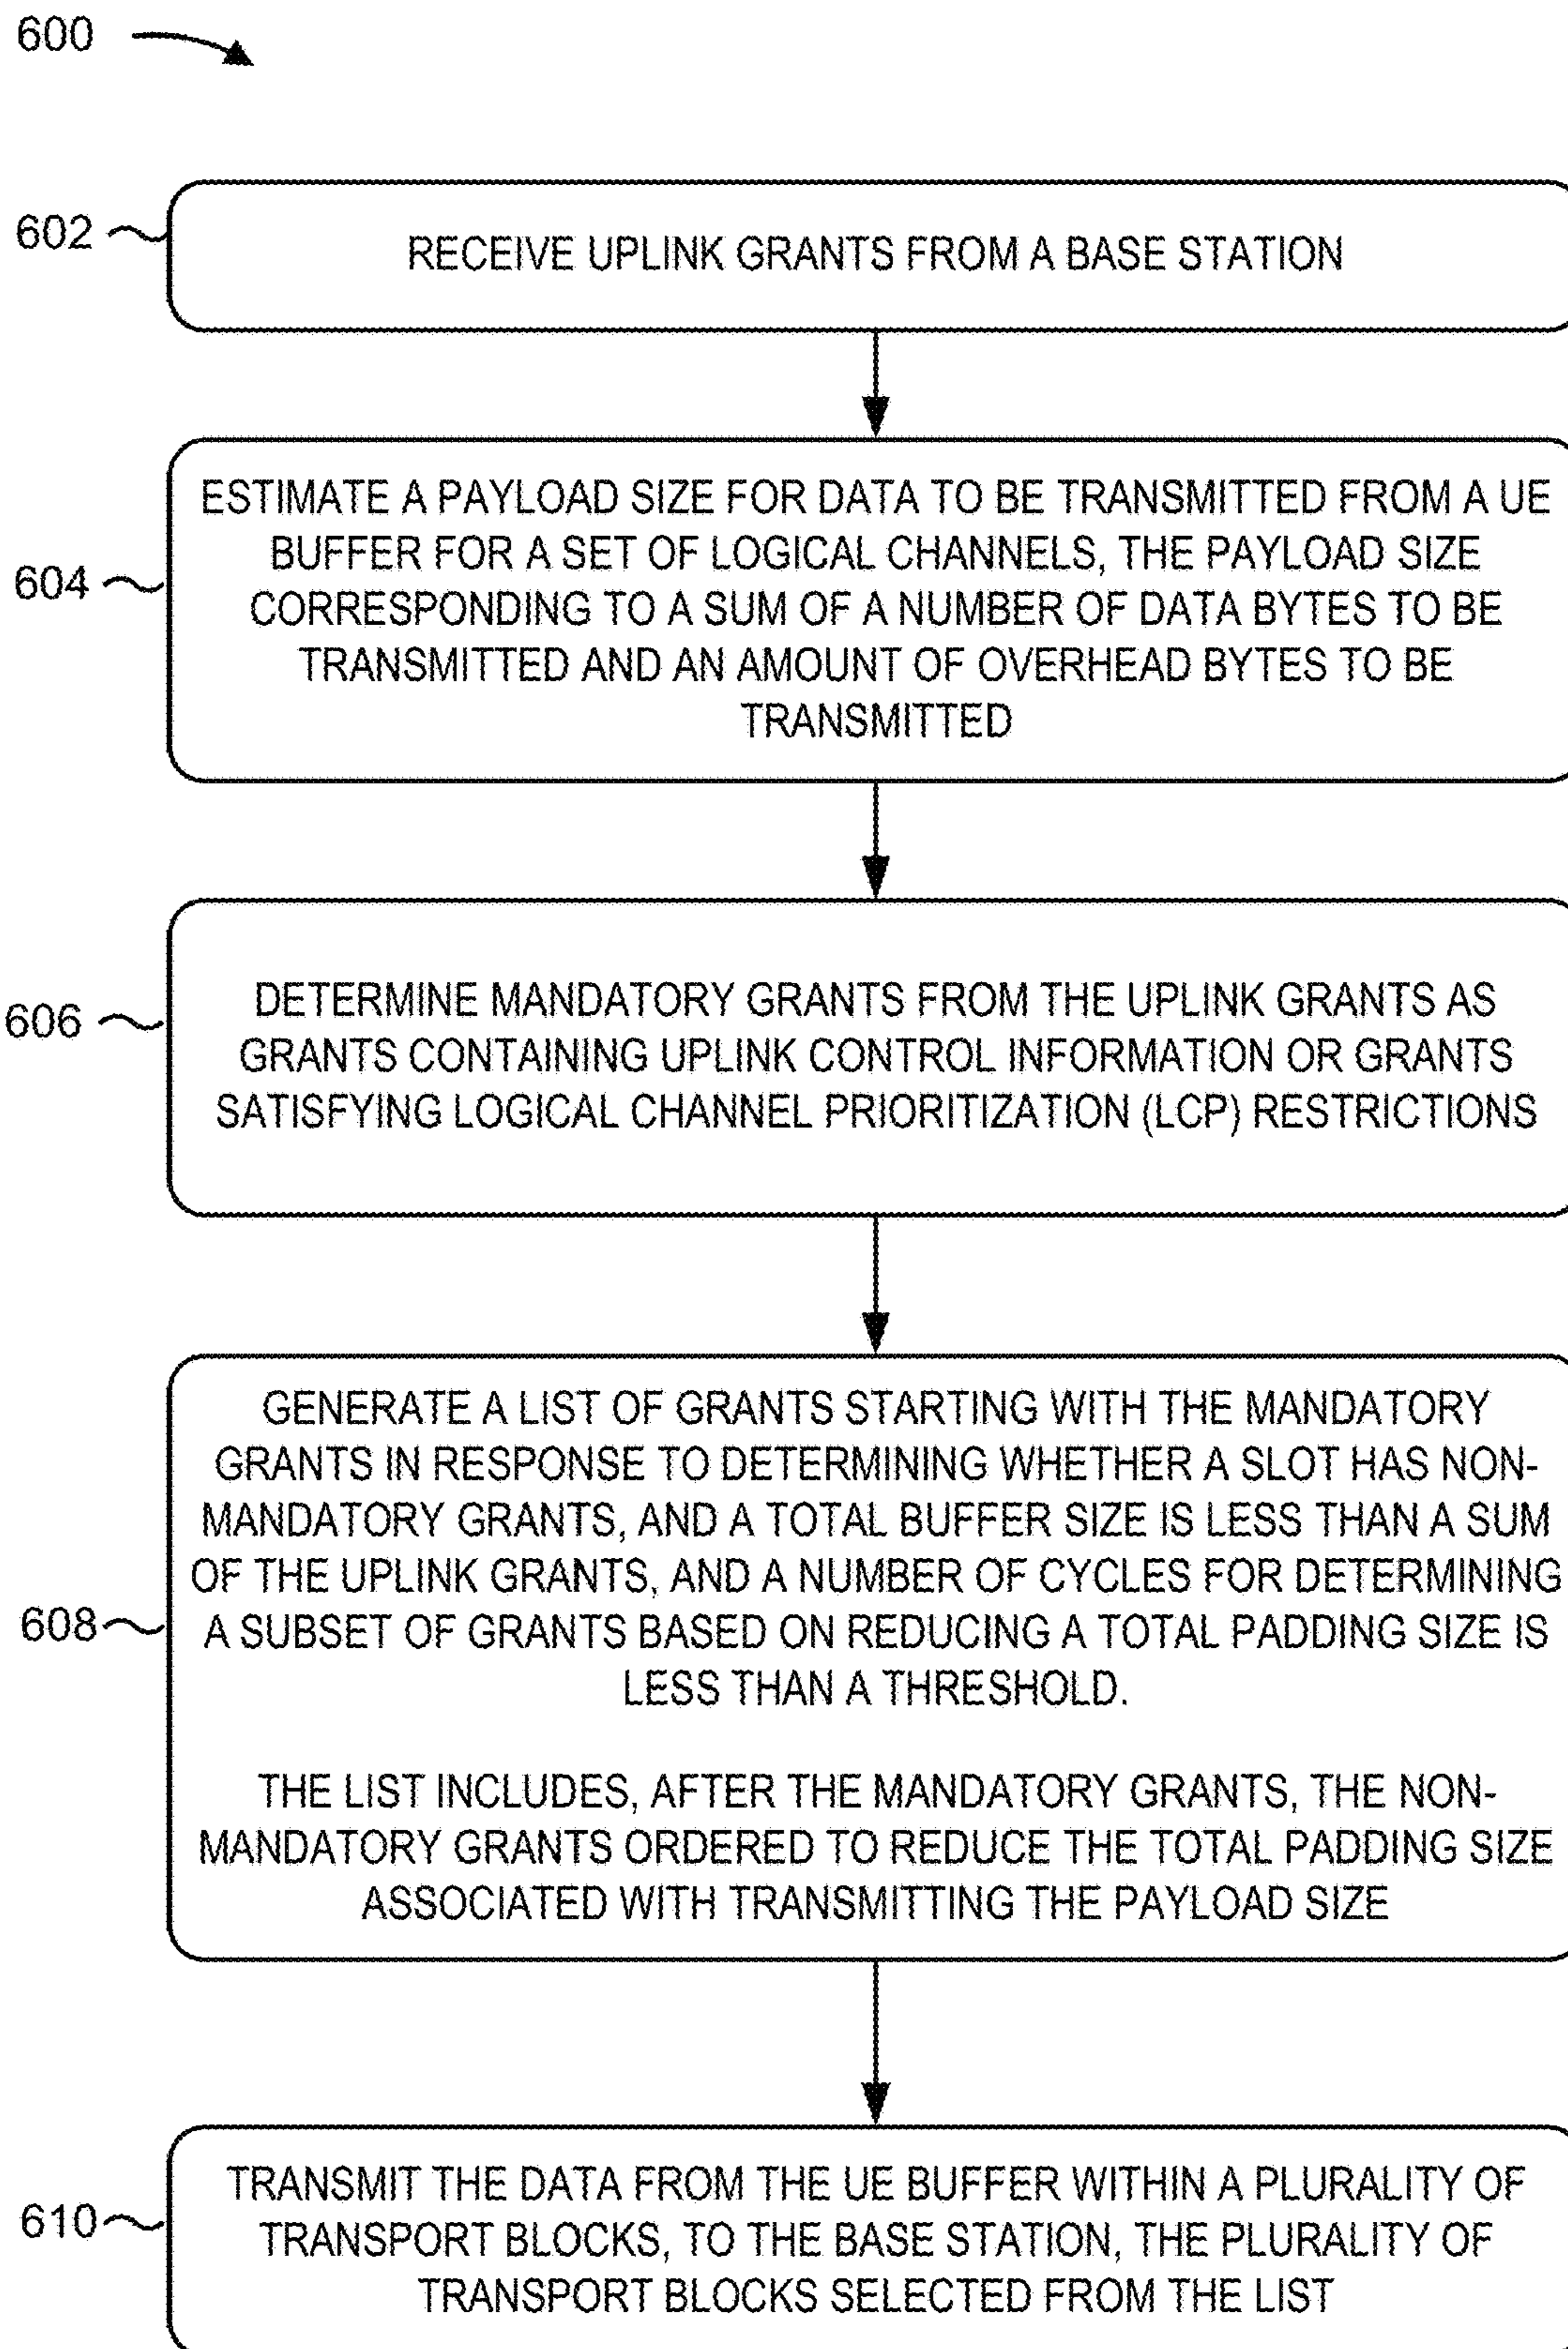 600
602
RECEIVE UPLINK GRANTS FROM A BASE STATION
604
ESTIMATE A PAYLOAD SIZE FOR DATA TO BE TRANSMITTED FROM A UE
BUFFER FOR A SET OF LOGICAL CHANNELS, THE PAYLOAD SIZE
CORRESPONDING TO A SUM OF A NUMBER OF DATA BYTES TO BE
TRANSMITTED AND AN AMOUNT OF OVERHEAD BYTES TO BE
TRANSMITTED
606
DETERMINE MANDATORY GRANTS FROM THE UPLINK GRANTS AS
GRANTS CONTAINING UPLINK CONTROL INFORMATION OR GRANTS
SATISFYING LOGICAL CHANNEL PRIORITIZATION (LCP) RESTRICTIONS
608
GENERATE A LIST OF GRANTS STARTING WITH THE MANDATORY
GRANTS IN RESPONSE TO DETERMINING WHETHER A SLOT HAS NON-
MANDATORY GRANTS, AND A TOTAL BUFFER SIZE IS LESS THAN A SUM
OF THE UPLINK GRANTS, AND A NUMBER OF CYCLES FOR DETERMINING
A SUBSET OF GRANTS BASED ON REDUCING A TOTAL PADDING SIZE IS
LESS THAN A THRESHOLD.
THE LIST INCLUDES, AFTER THE MANDATORY GRANTS, THE NON-
MANDATORY GRANTS ORDERED TO REDUCE THE TOTAL PADDING SIZE
ASSOCIATED WITH TRANSMITTING THE PAYLOAD SIZE
610
TRANSMIT THE DATA FROM THE UE BUFFER WITHIN A PLURALITY OF
TRANSPORT BLOCKS, TO THE BASE STATION, THE PLURALITY OF
TRANSPORT BLOCKS SELECTED FROM THE LIST